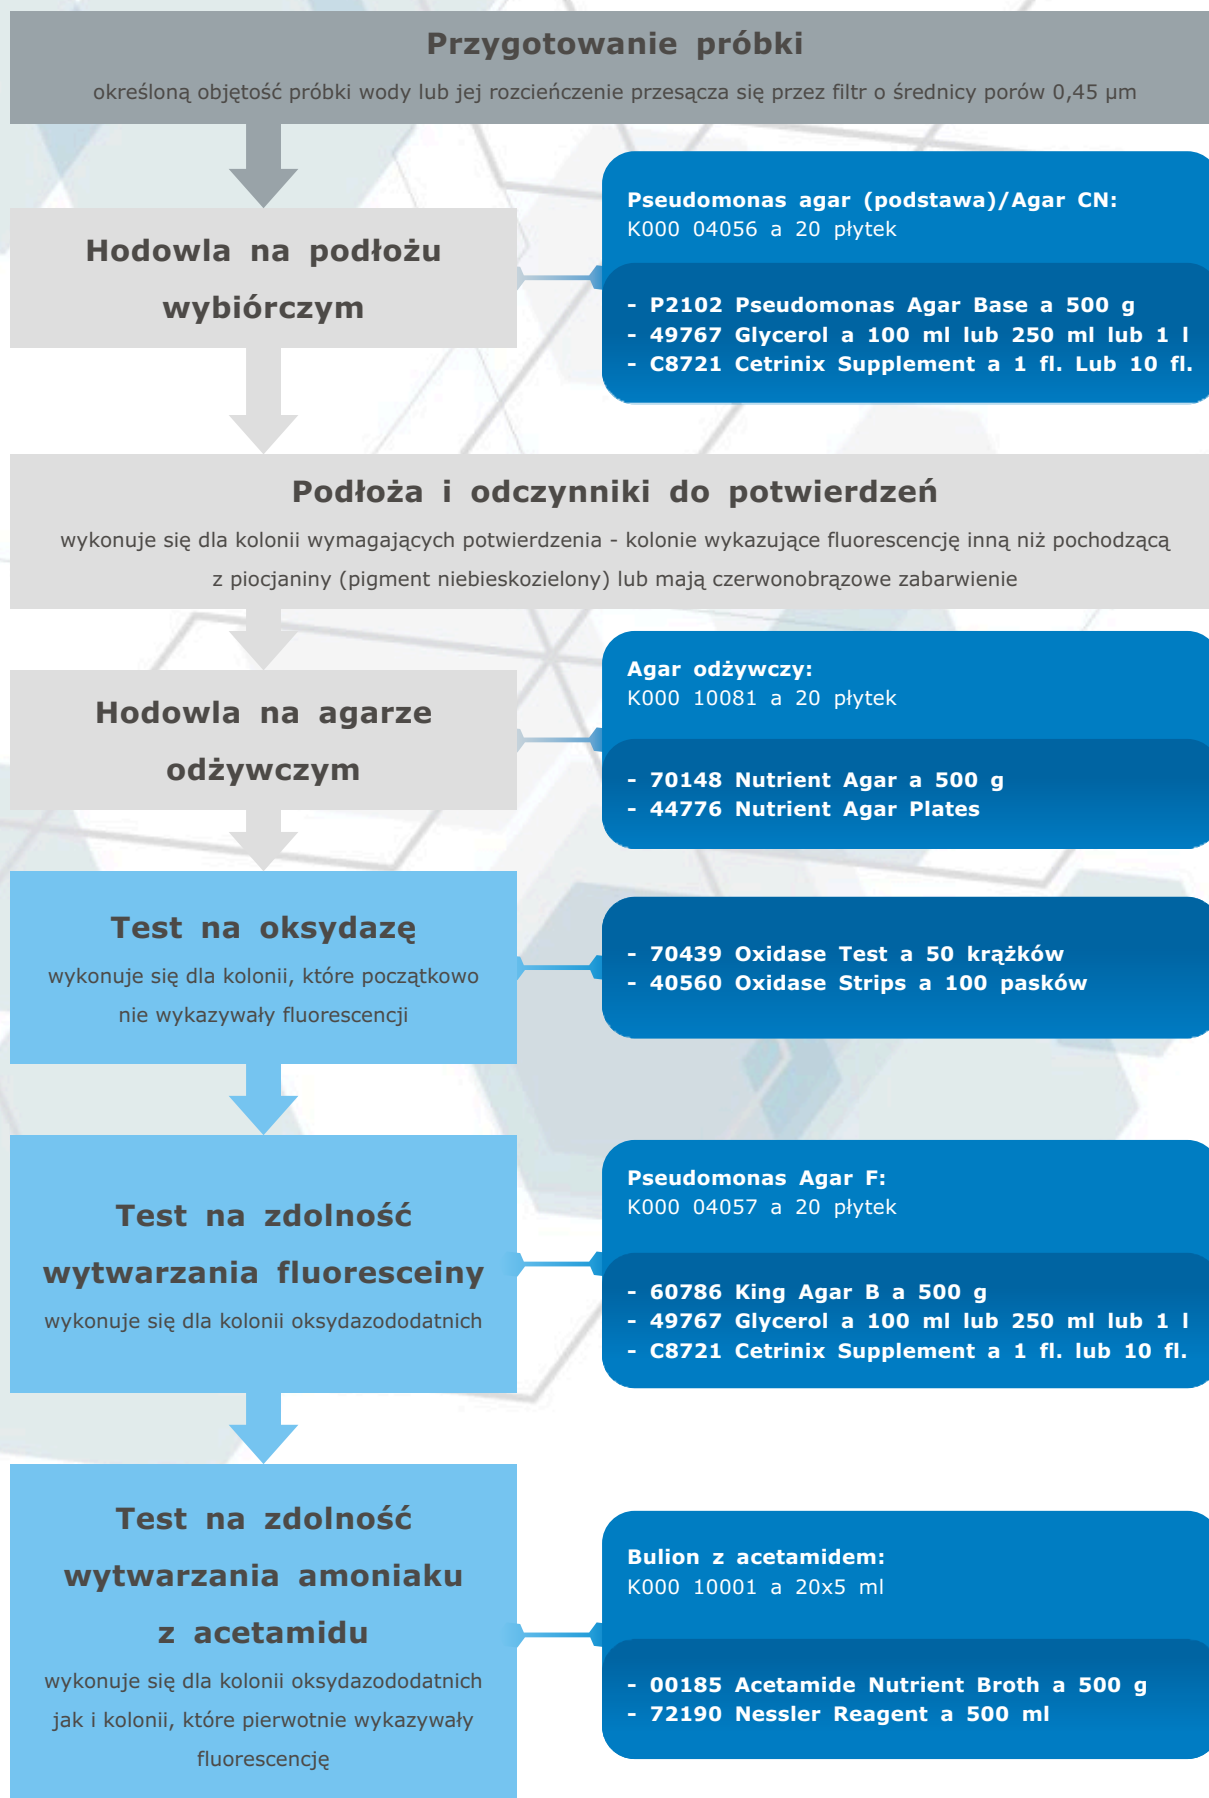 Przygotowanie próbki
określoną objętość próbki wody lub jej rozcieńczenie przesącza się przez filtr o średnicy porów 0,45 µm
Hodowla na podłożu
wybiórczym
Pseudomonas agar (podstawa)/Agar CN:
K000 04056 a 20 płytek
- P2102 Pseudomonas Agar Base a 500 g
- 49767 Glycerol a 100 ml lub 250 ml lub 1 l
- C8721 Cetrinix Supplement a 1 fl. Lub 10 fl.
Podłoża i odczynniki do potwierdzeń
wykonuje się dla kolonii wymagających potwierdzenia - kolonie wykazujące fluorescencję inną niż pochodzącą
z piocjaniny (pigment niebieskozielony) lub mają czerwonobrązowe zabarwienie
Hodowla na agarze
odżywczym
Agar odżywczy:
K000 10081 a 20 płytek
- 70148 Nutrient Agar a 500 g
- 44776 Nutrient Agar Plates
Test na oksydazę
wykonuje się dla kolonii, które początkowo
nie wykazywały fluorescencji
- 70439 Oxidase Test a 50 krążków
- 40560 Oxidase Strips a 100 pasków
Test na zdolność
wytwarzania fluoresceiny
wykonuje się dla kolonii oksydazododatnich
Pseudomonas Agar F:
K000 04057 a 20 płytek
- 60786 King Agar B a 500 g
- 49767 Glycerol a 100 ml lub 250 ml lub 1 l
- C8721 Cetrinix Supplement a 1 fl. lub 10 fl.
Test na zdolność
wytwarzania amoniaku
z acetamidu
wykonuje się dla kolonii oksydazododatnich
jak i kolonii, które pierwotnie wykazywały
fluorescencję
Bulion z acetamidem:
K000 10001 a 20x5 ml
- 00185 Acetamide Nutrient Broth a 500 g
- 72190 Nessler Reagent a 500 ml